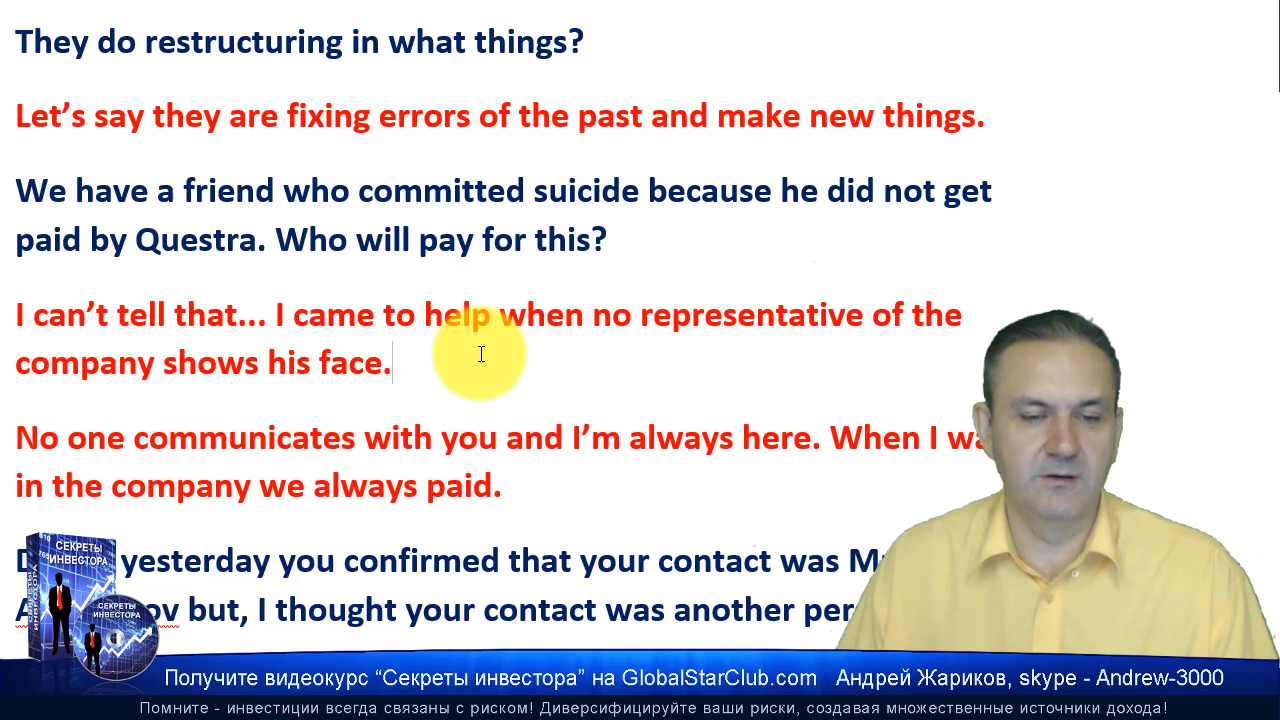 They do restructuring in what things?
Let’s say they are fixing errors of the past and make new things.
We have a friend who committed suicide because he did not get
paid by Questra. Who will pay for this?
I can’t tell that... I came to help when no representative of the
company shows his face.
No one communicates with you and I’m always here. When I
in the company we always paid.
yesterday you confirmed that your contact was
but, I thought your contact was another
СЕКРЕТЫ
ИНВЕСТОРА
СЕКРЕТЫ
ИНВЕСТОРА
СЕКРЕТЫ
ИНВЕСТОРА
Получите видеокурс “Секреты инвестора” на GlobalStarClub.com Андрей Жариков, skype - Andrew-3000
Помните - инвестиции всегда связаны с риском! Диверсифицируйте ваши риски, создавая множественные источники дохода!